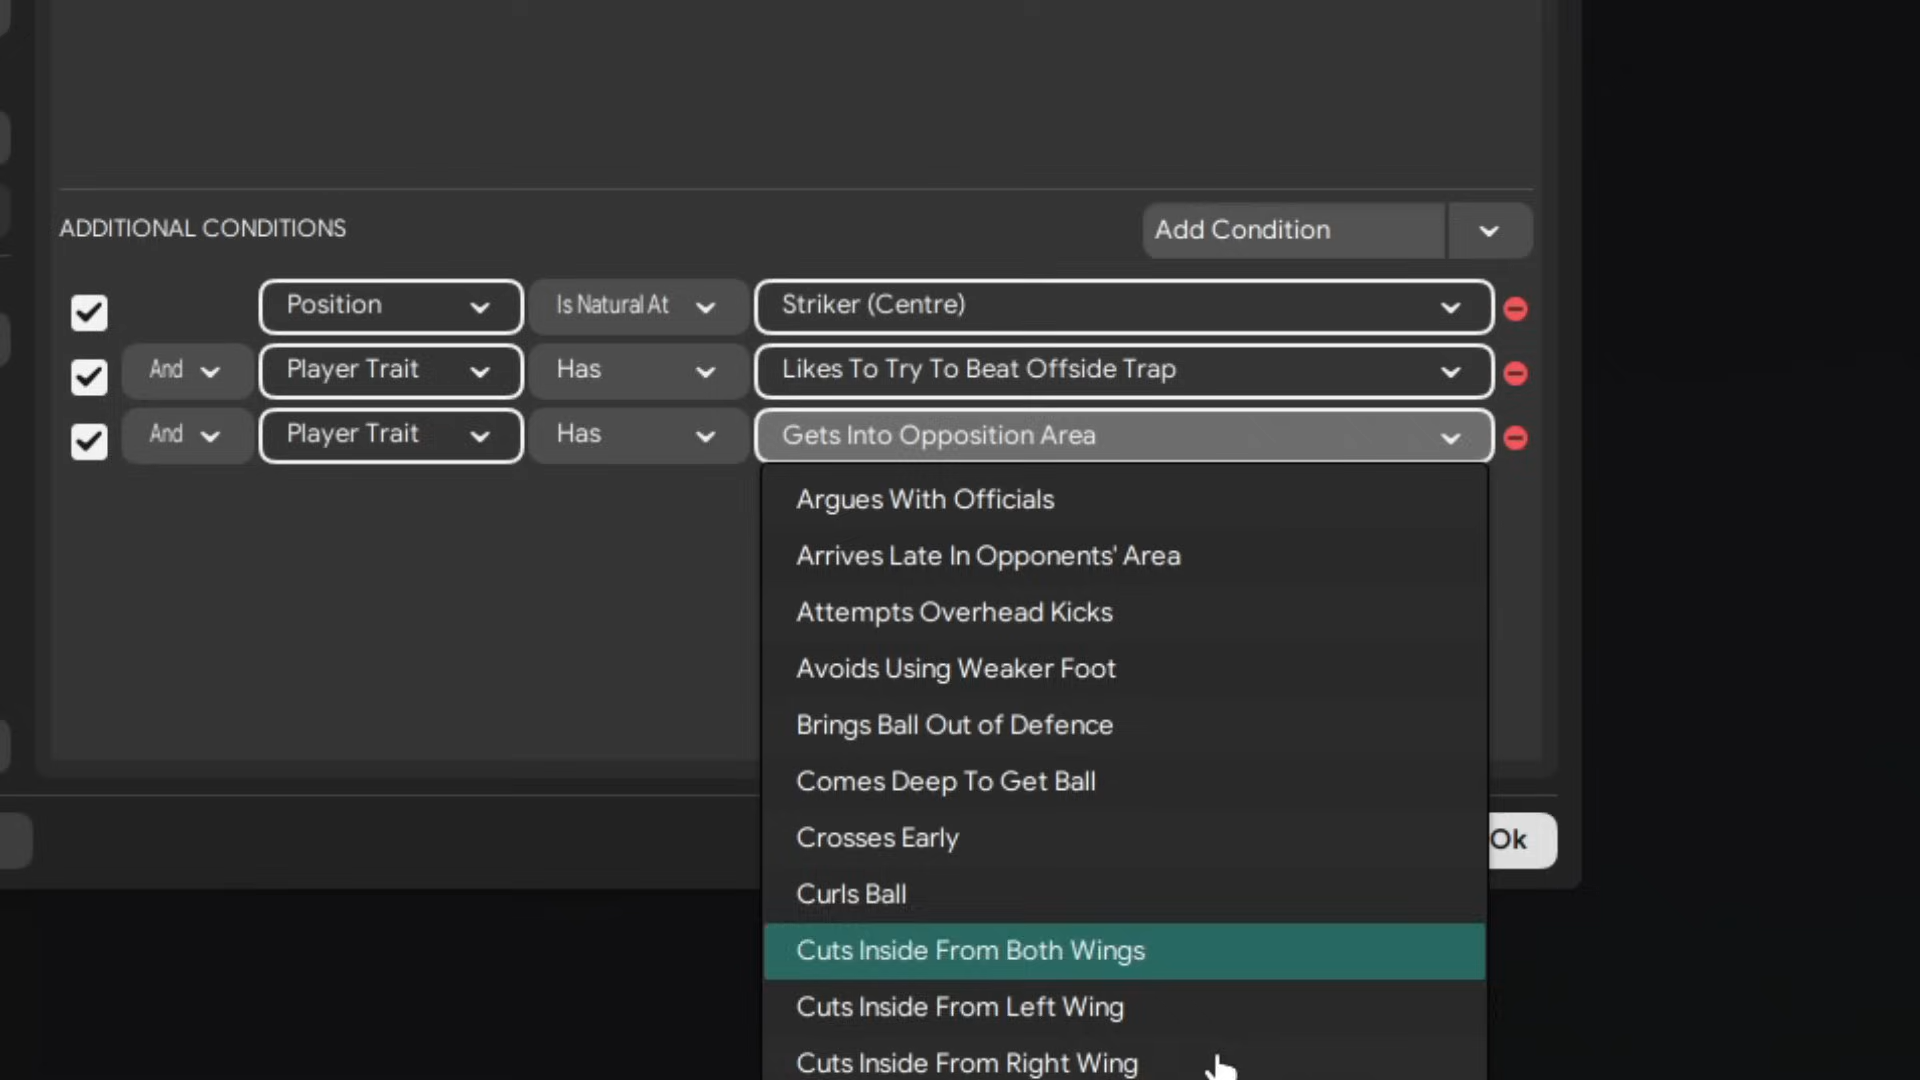 ADDITIONAL CONDITIONS
Add Condition
Position Is Natural At Striker (Centre)
And Player Trait Has Likes To Try To Beat Offside Trap
And Player Trait Has Gets Into Opposition Area
Argues With Officials
Arrives Late In Opponents' Area
Attempts Overhead Kicks
Avoids Using Weaker Foot
Brings Ball Out of Defence
Comes Deep To Get Ball
Crosses Early
Ok
Curls Ball
Cuts Inside From Both Wings
Cuts Inside From Left Wing
Cuts Inside From Right Wing